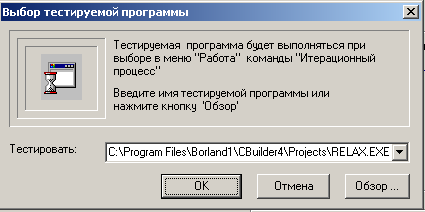 Выбор тестируемой программы
Тестируемая программа будет выполняться при
выборе в меню "Работа" команды "Итерационный
процесс"
Введите имя тестируемой программы или
нажмите кнопку 'Обзор'
Тестировать: C:\Program Files\Borland1\CBuilder4\Projects\RELAX.EXE
OK Отмена Обзор ...